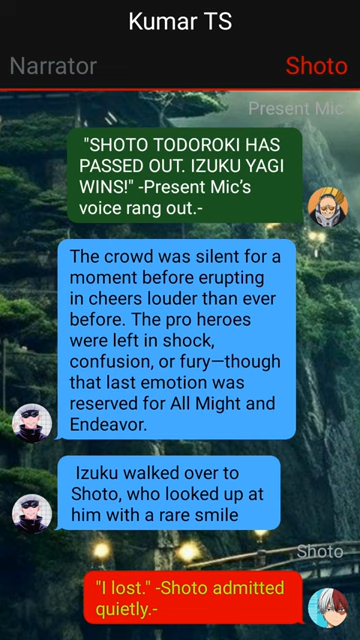 Kumar TS
Narrator
Shoto
Present Mic
"SHOTO TODOROKI HAS
PASSED OUT. IZUKU YAGI
WINS!" -Present Mic’s
voice rang out.-
The crowd was silent for a
moment before erupting
in cheers louder than ever
before. The pro heroes
were left in shock,
confusion, or fury—though
that last emotion was
reserved for All Might and
Endeavor.
Izuku walked over to
Shoto, who looked up at
him with a rare smile
Shoto
"I lost." -Shoto admitted
quietly.-